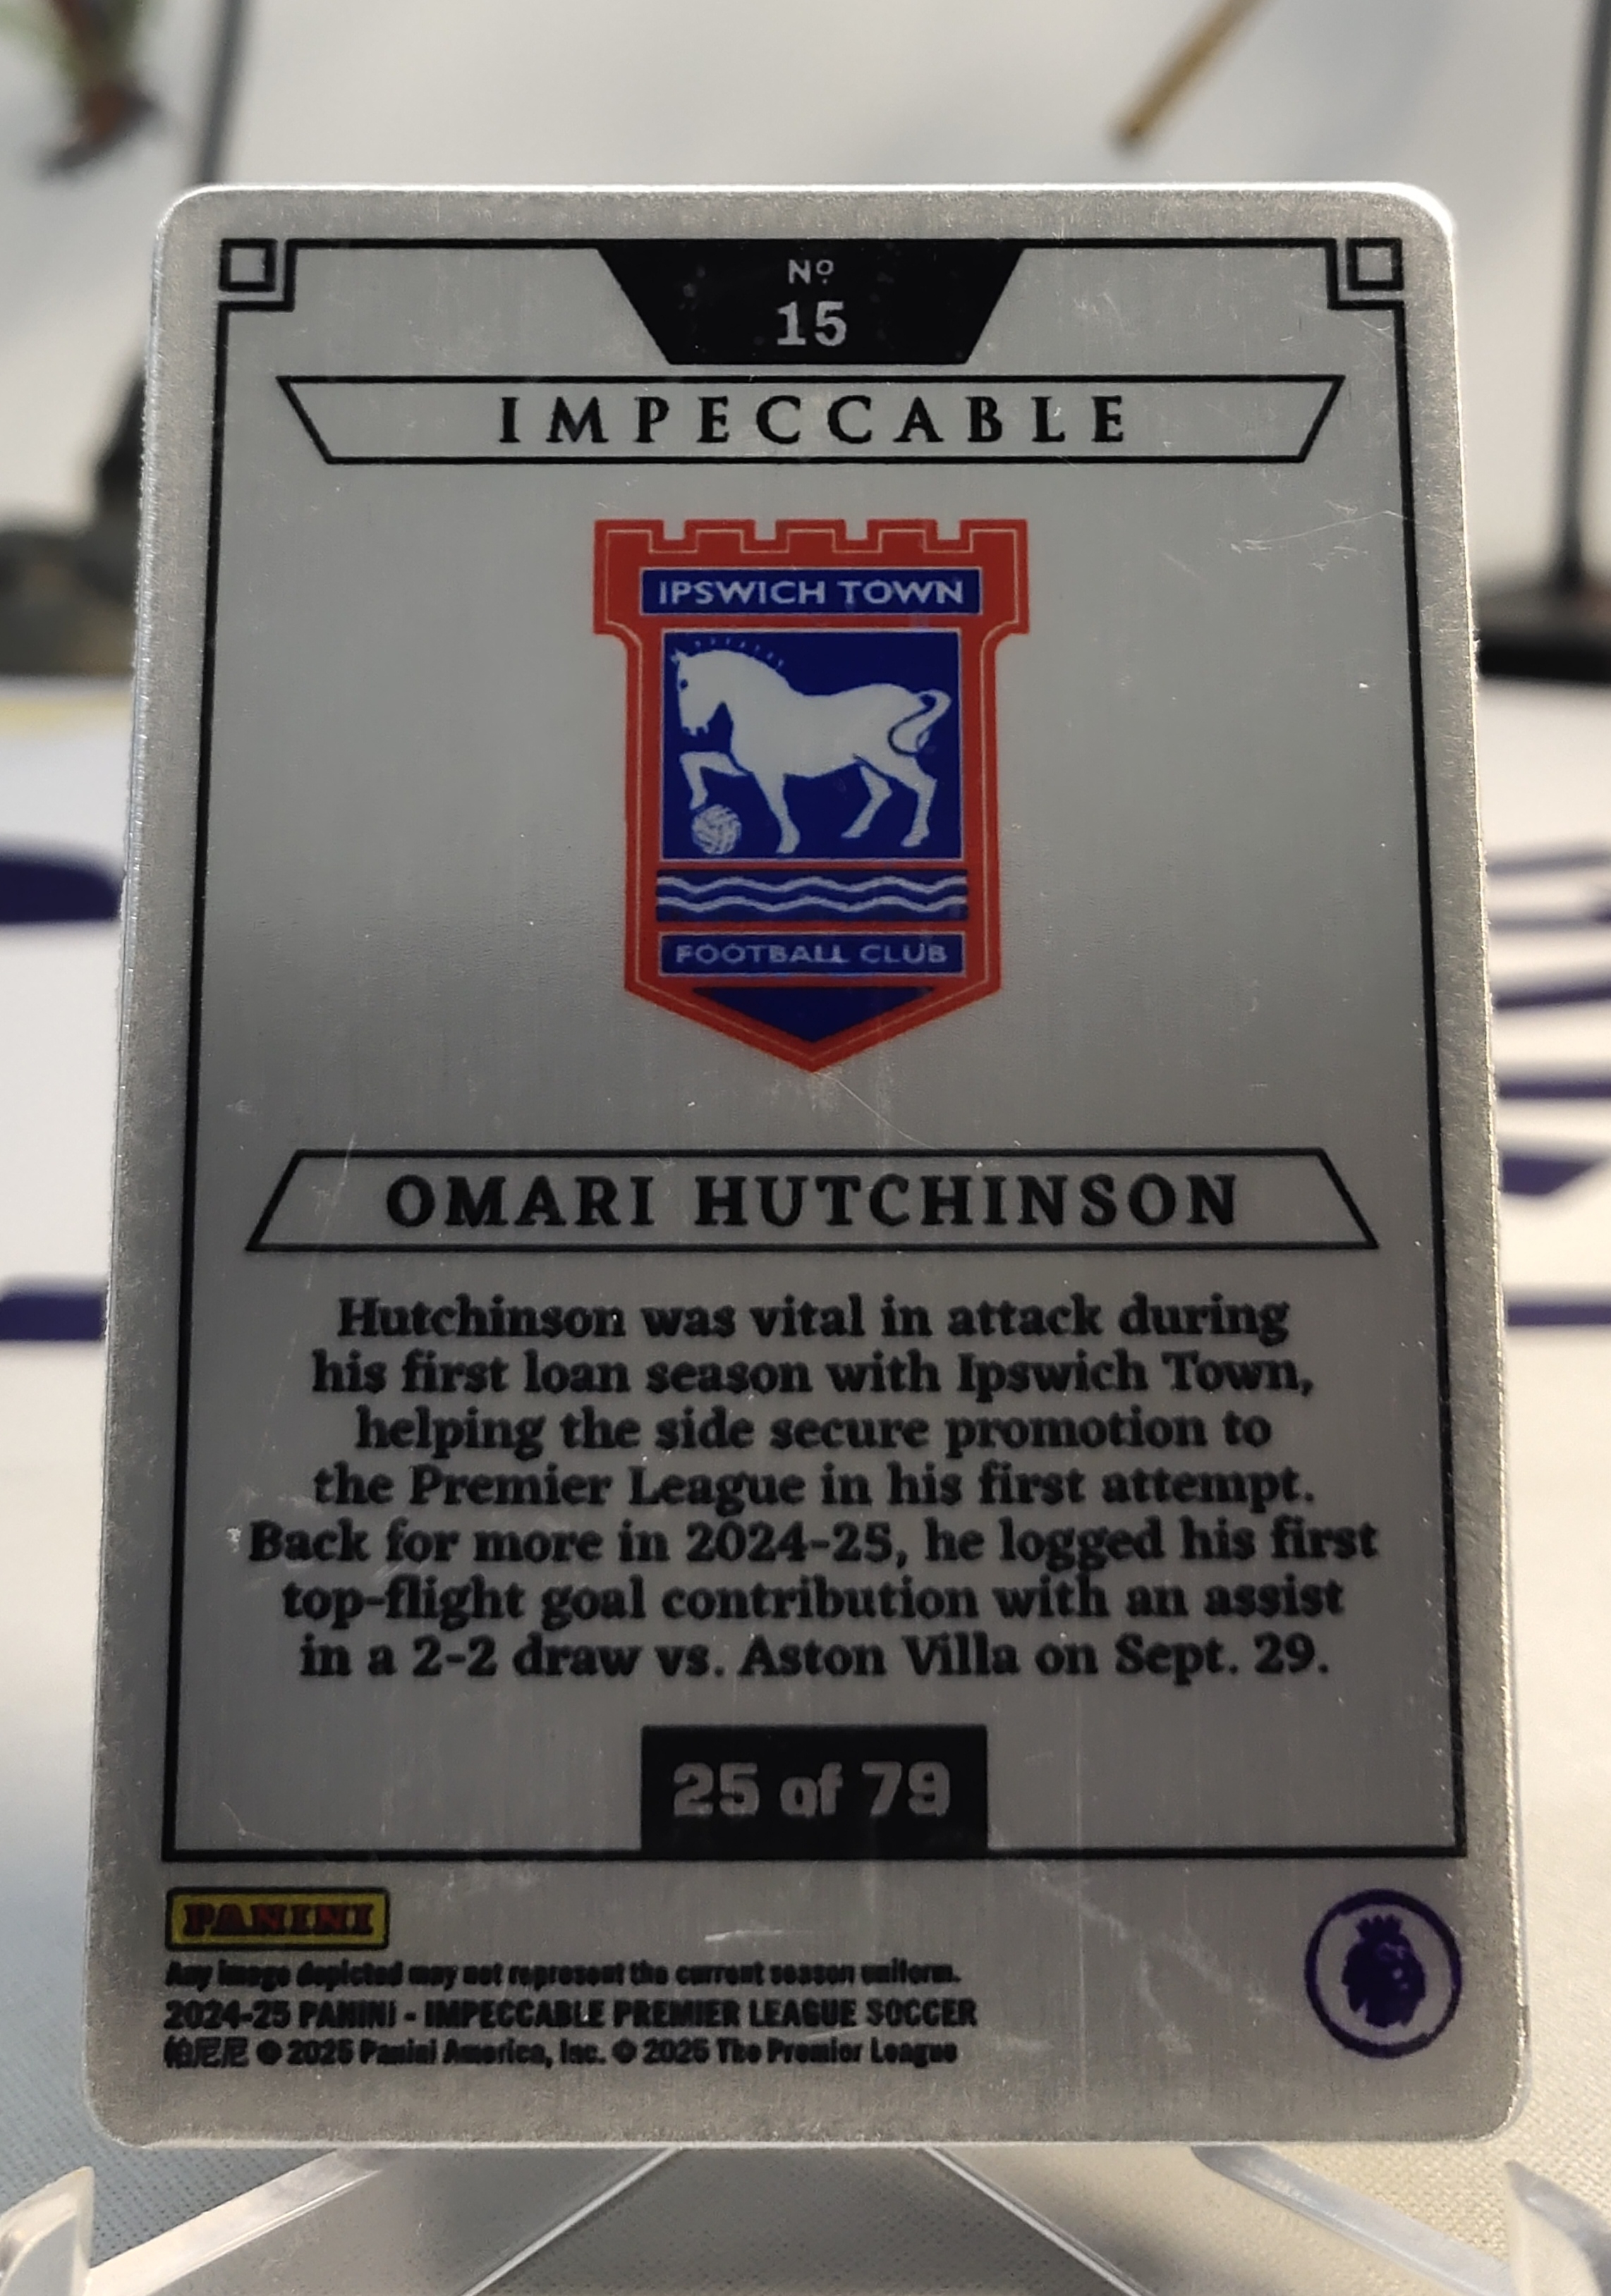 Nº
15
IMPECCABLE
IPSWICH TOWN
FOOTBALL CLUB
OMARI HUTCHINSON
Hutchinson was vital in attack during
his first loan season with Ipswich Town,
helping the side secure promotion to
the Premier League in his first attempt.
Back for more in 2024-25, he logged his first
top-flight goal contribution with an assist
in a 2-2 draw vs. Aston Villa on Sept. 29.
25 of 79
PANINI
Any image depicted may not represent the current season uniform.
2024-25 PANINI - IMPECCABLE PREMIER LEAGUE SOCCER
帕尼尼 © 2025 Panini America, Inc. © 2025 The Premier League